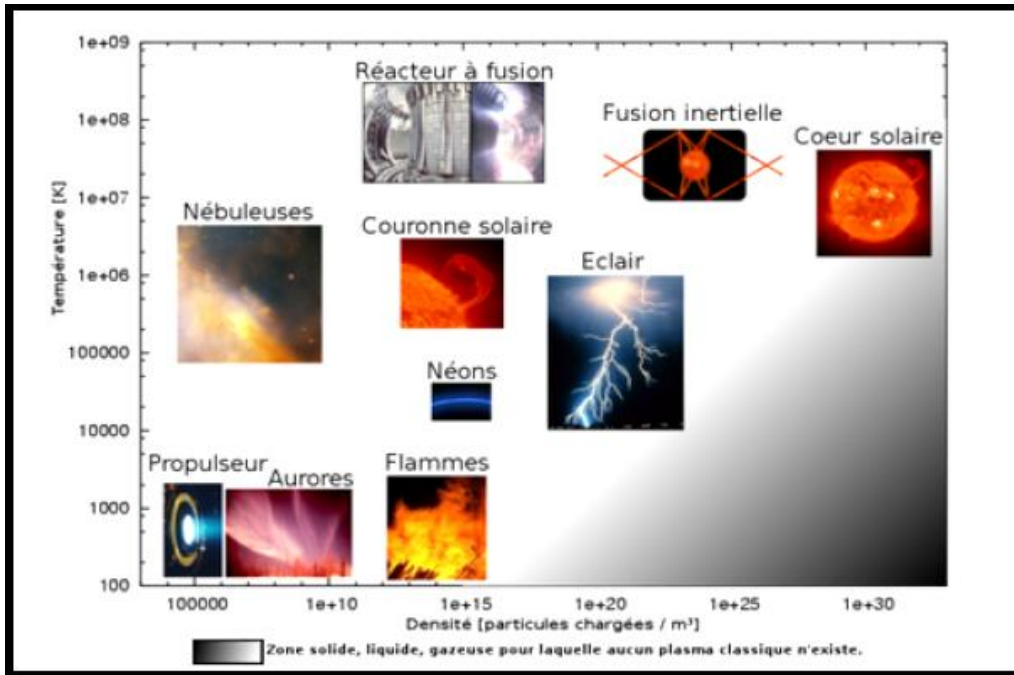 1e+09
Réacteur à fusion
1e+08
Fusion inertielle
Coeur solaire
1e+07
Nébuleuses
Couronne solaire
Eclair
1e+06
Température [K]
100000
Néons
10000
Propulseur
Aurores
Flammes
1000
100
100000
1e+10
1e+15
1e+20
1e+25
1e+30
Densité [particules chargées / m³]
Zone solide, liquide, gazeuse pour laquelle aucun plasma classique n'existe.